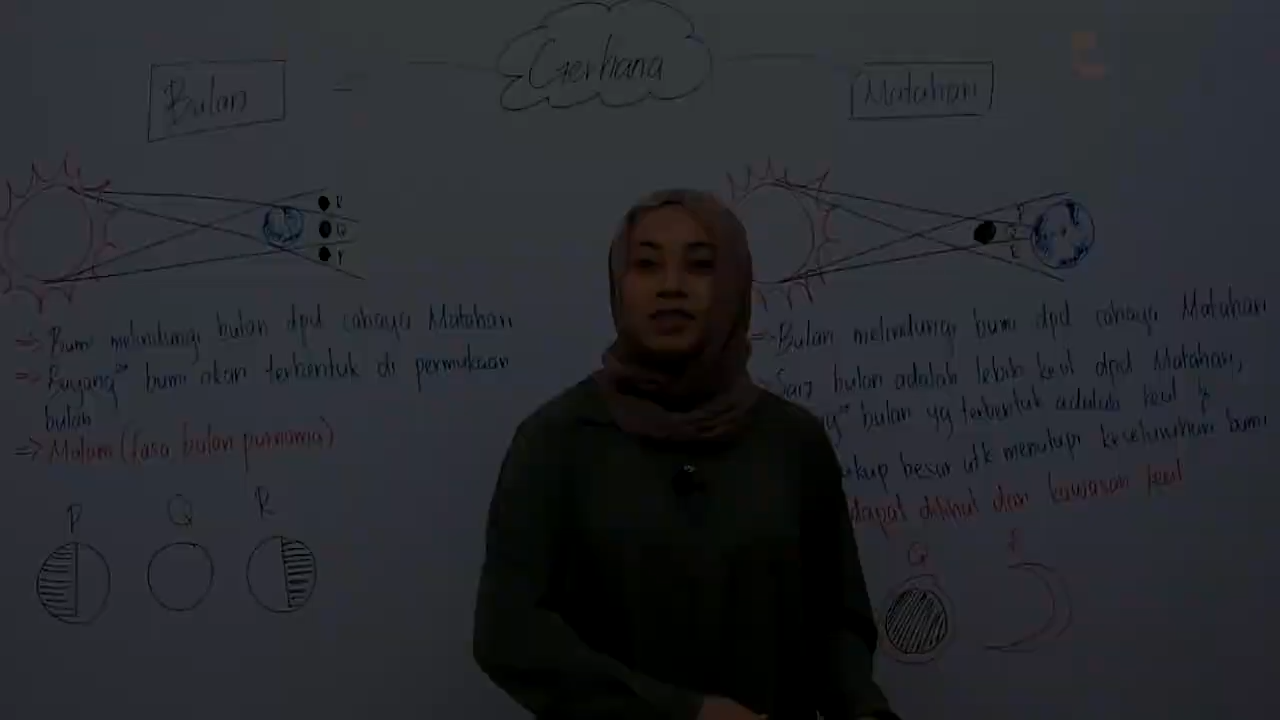 Gerhana
Bulan
Matahari
R
Q
P
=> Bumi melindungi bulan dpd cahaya Matahari
=> Bayang² bumi akan terbentuk di permukaan
bulan
=> Malam (fasa bulan purnama)
P Q R
Q
Bulan melindungi bumi dpd cahaya Matahari
Saiz bulan adalah lebih kecil dpd Matahari,
bulan yg terbentuk adalah kecil &
besar utk menutupi keseluruhan bumi
dapat dilihat dlm kawasan kecil
Q